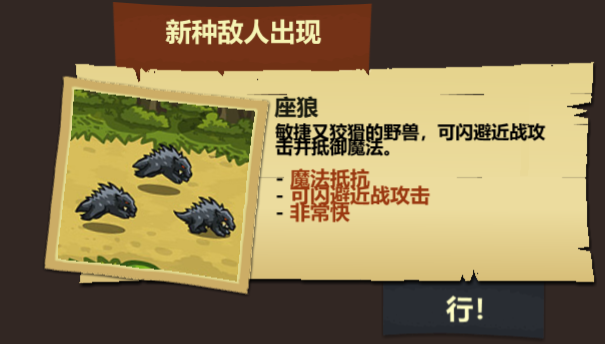 新种敌人出现
座狼
敏捷又狡猾的野兽，可闪避近战攻
击并抵御魔法。
- 魔法抵抗
- 可闪避近战攻击
- 非常快
行！